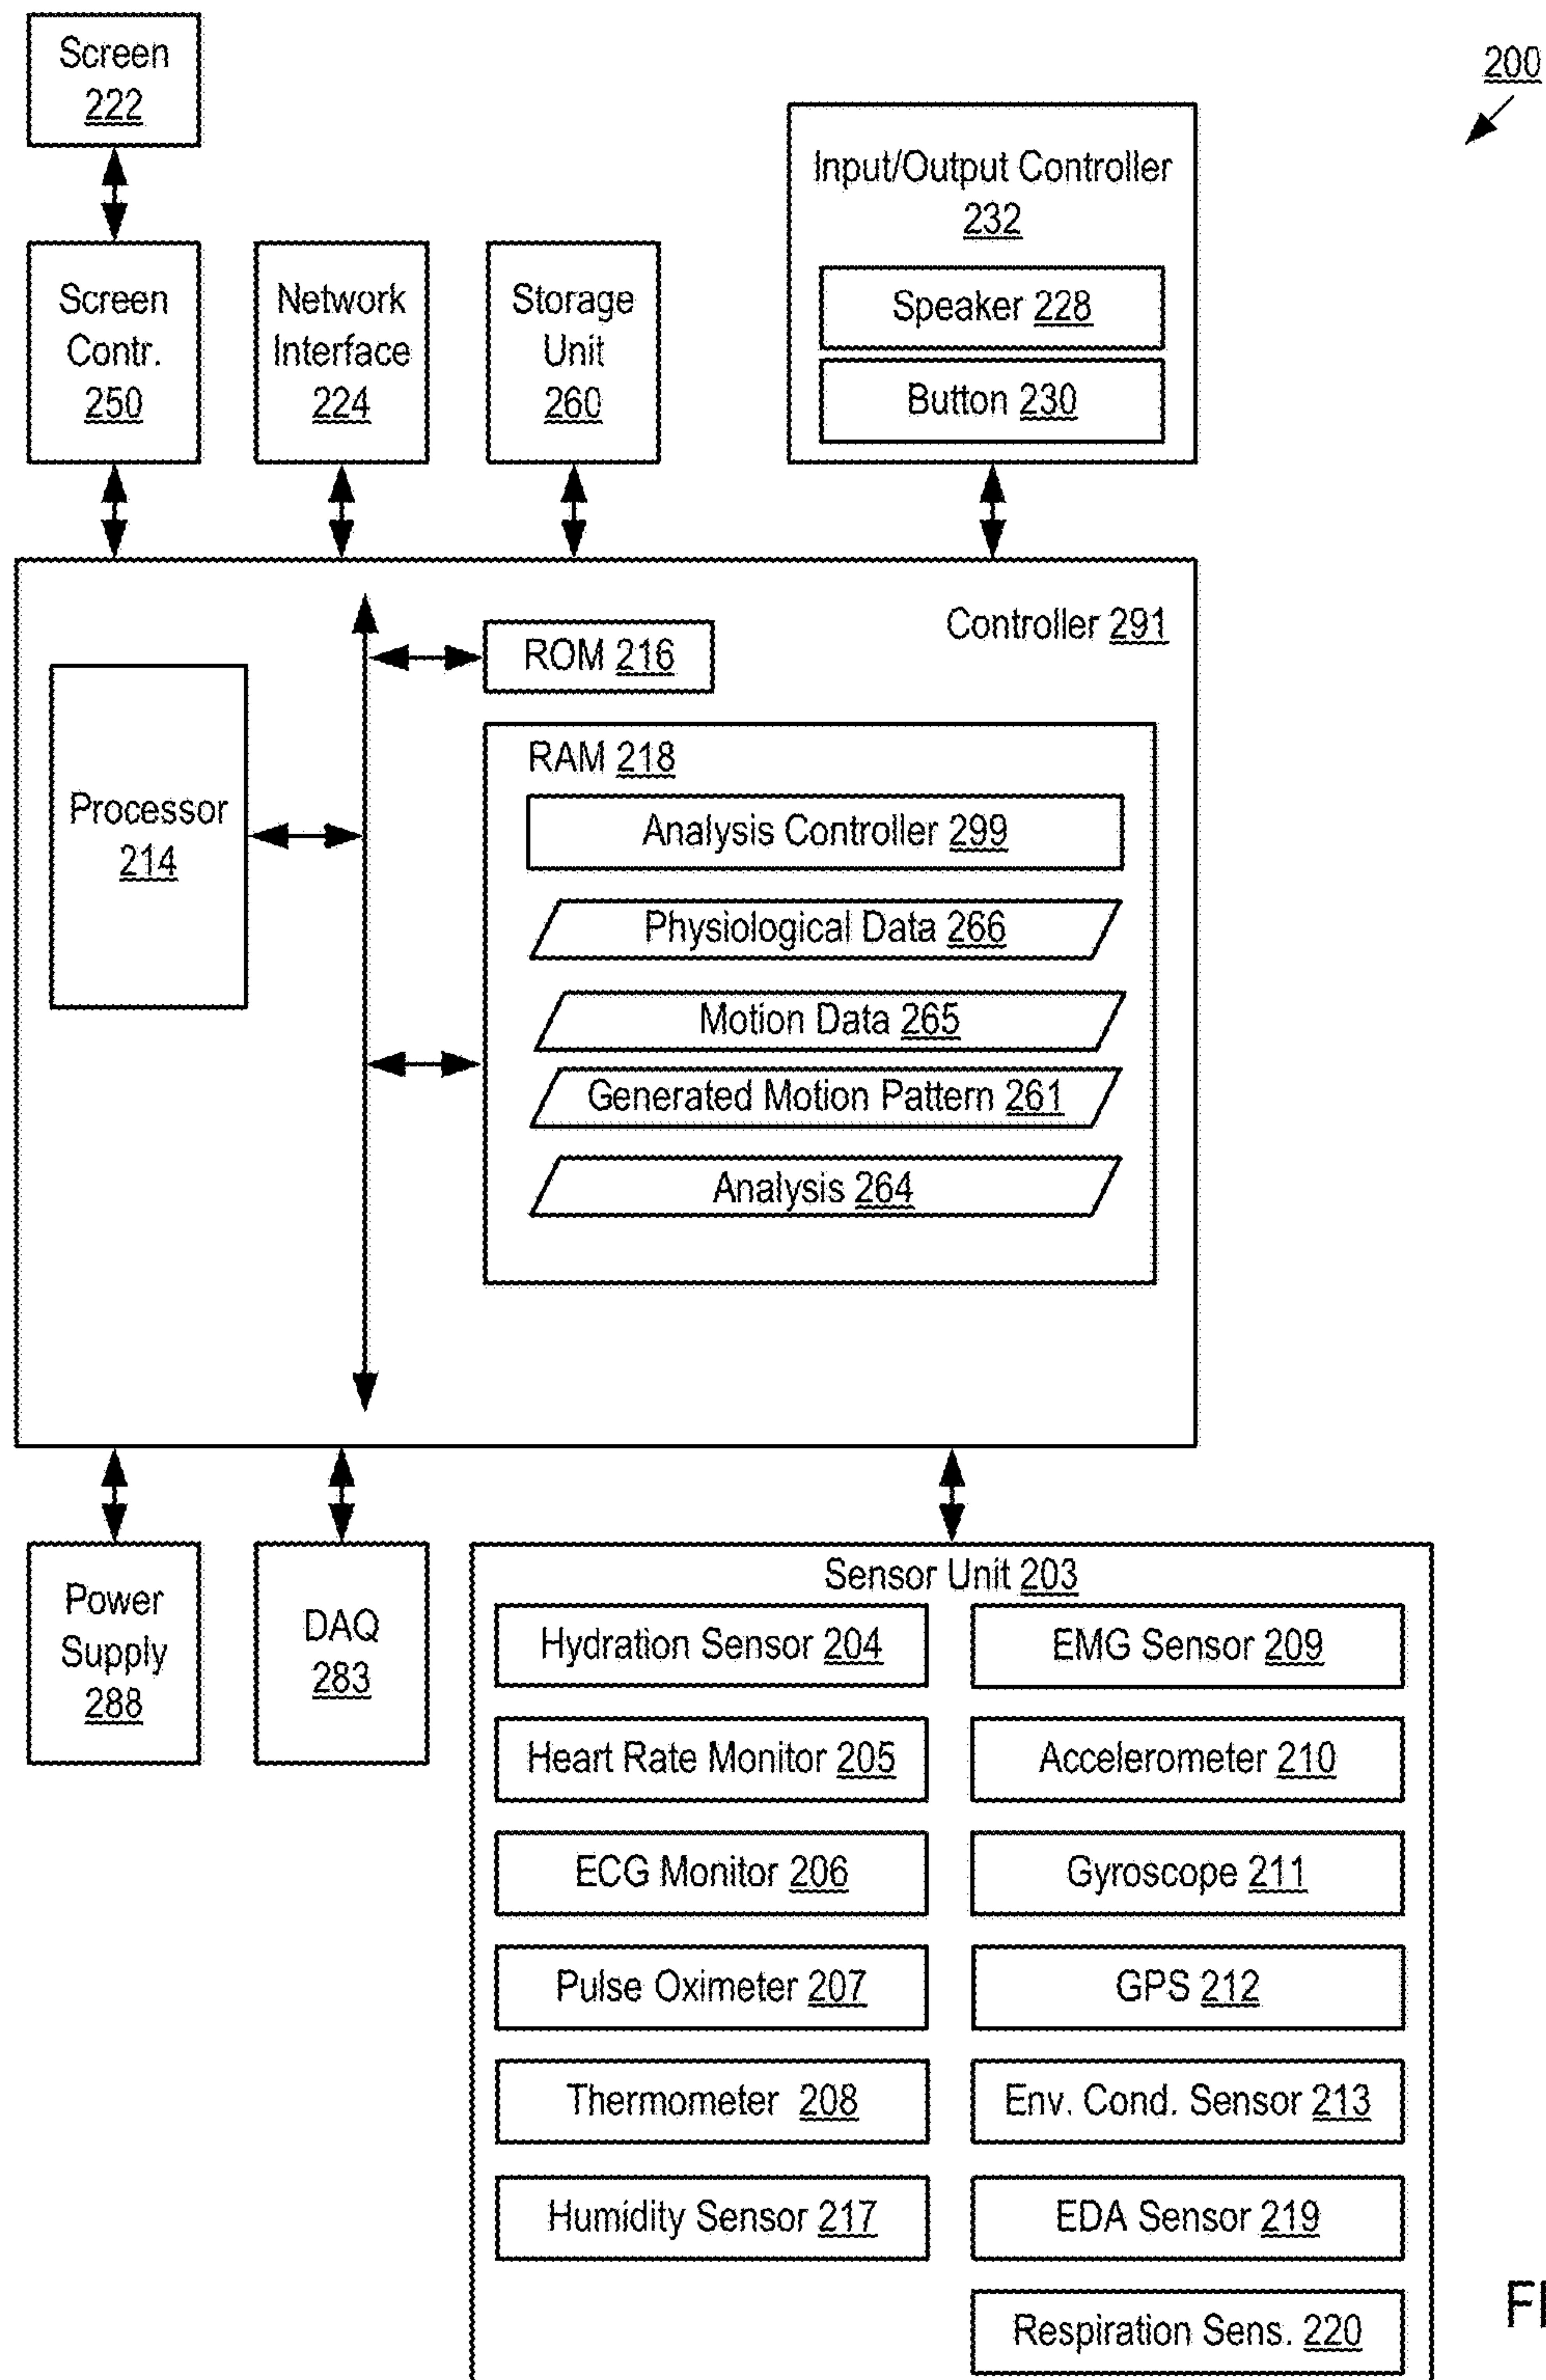 Screen
222
200
Input/Output Controller
232
Speaker 228
Button 230
Screen
Contr.
250
Network
Interface
224
Storage
Unit
260
Controller 291
ROM 216
Processor
214
RAM 218
Analysis Controller 299
Physiological Data 266
Motion Data 265
Generated Motion Pattern 261
Analysis 264
Power
Supply
288
DAQ
283
Sensor Unit 203
Hydration Sensor 204
EMG Sensor 209
Heart Rate Monitor 205
Accelerometer 210
ECG Monitor 206
Gyroscope 211
Pulse Oximeter 207
GPS 212
Thermometer 208
Env. Cond. Sensor 213
Humidity Sensor 217
EDA Sensor 219
Respiration Sens. 220